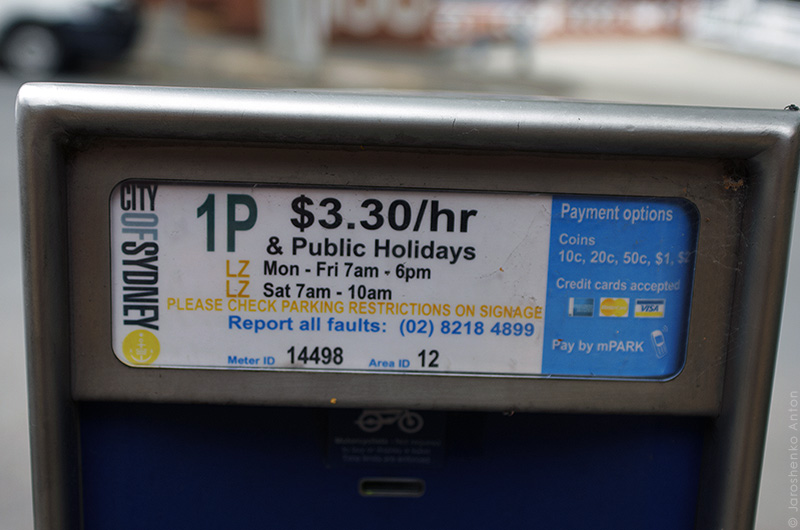 CITY OF SYDNEY
1P
$3.30/hr
& Public Holidays
LZ Mon - Fri 7am - 6pm
LZ Sat 7am - 10am
PLEASE CHECK PARKING RESTRICTIONS ON SIGNAGE
Report all faults: (02) 8218 4899
Meter ID 14498 Area ID 12
Payment options
Coins
10c, 20c, 50c, $1, $2
Credit cards accepted
VISA
Pay by mPARK
© Jaroshenko Anton